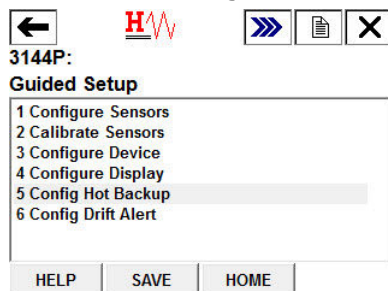 H
3144P:
Guided Setup
1 Configure Sensors
2 Calibrate Sensors
3 Configure Device
4 Configure Display
5 Config Hot Backup
6 Config Drift Alert
HELP SAVE HOME